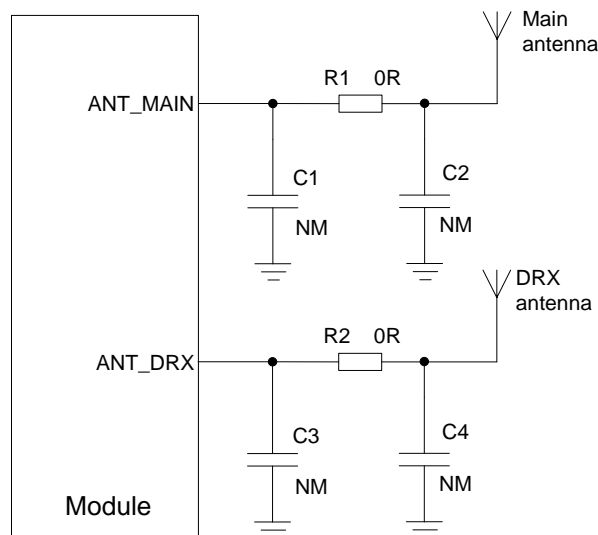 Main
antenna
R1 0R
ANT_MAIN
C1
C2
NM
NM
DRX
antenna
R2 0R
ANT_DRX
C3
C4
NM
NM
Module